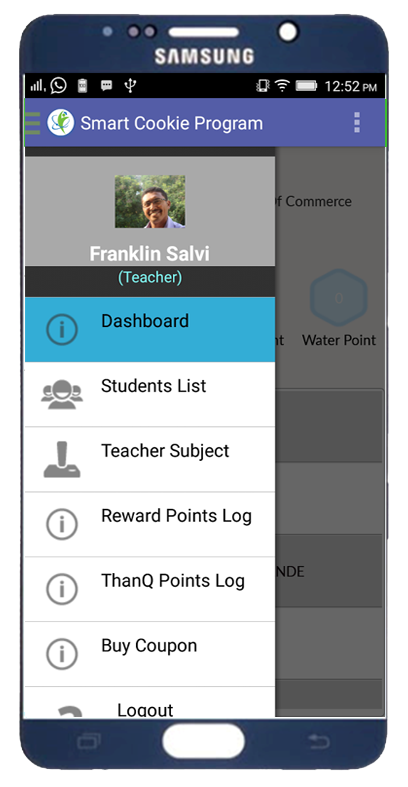 SAMSUNG
12:52 PM
Smart Cookie Program
Of Commerce
Franklin Salvi
(Teacher)
0
nt Water Point
Dashboard
Students List
Teacher Subject
Reward Points Log
NDE
ThanQ Points Log
Buy Coupon
Logout